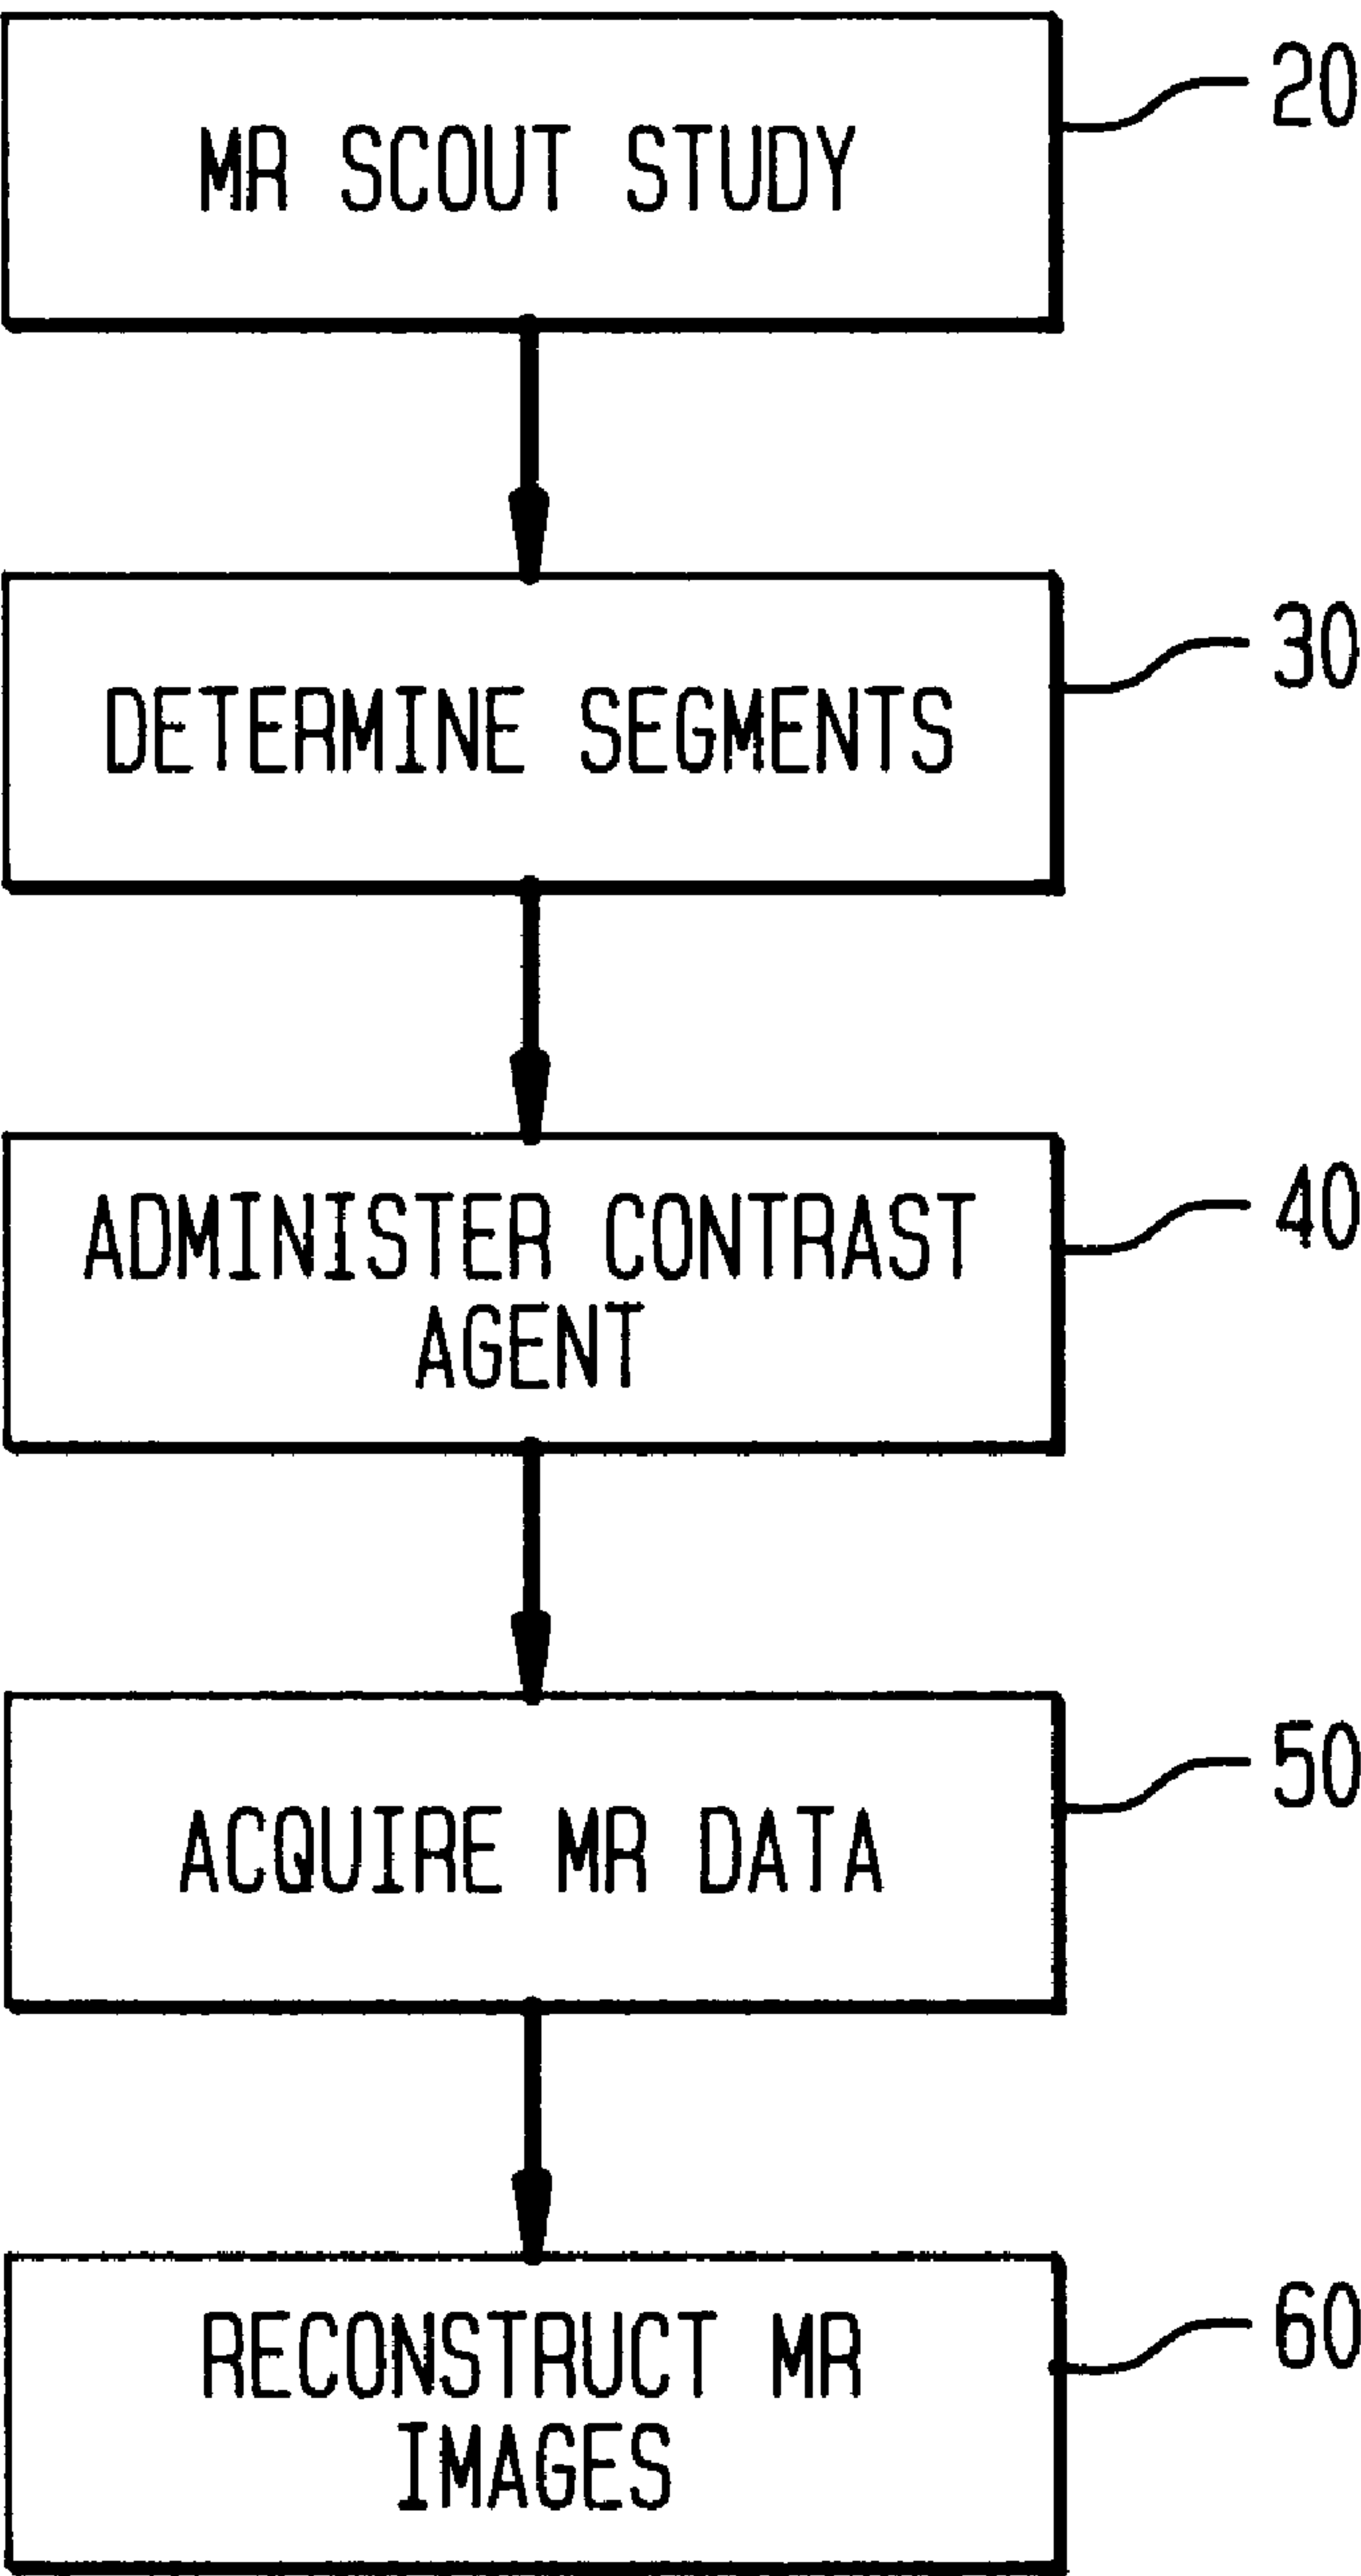 20
MR SCOUT STUDY
30
DETERMINE SEGMENTS
40
ADMINISTER CONTRAST
AGENT
50
ACQUIRE MR DATA
60
RECONSTRUCT MR
IMAGES